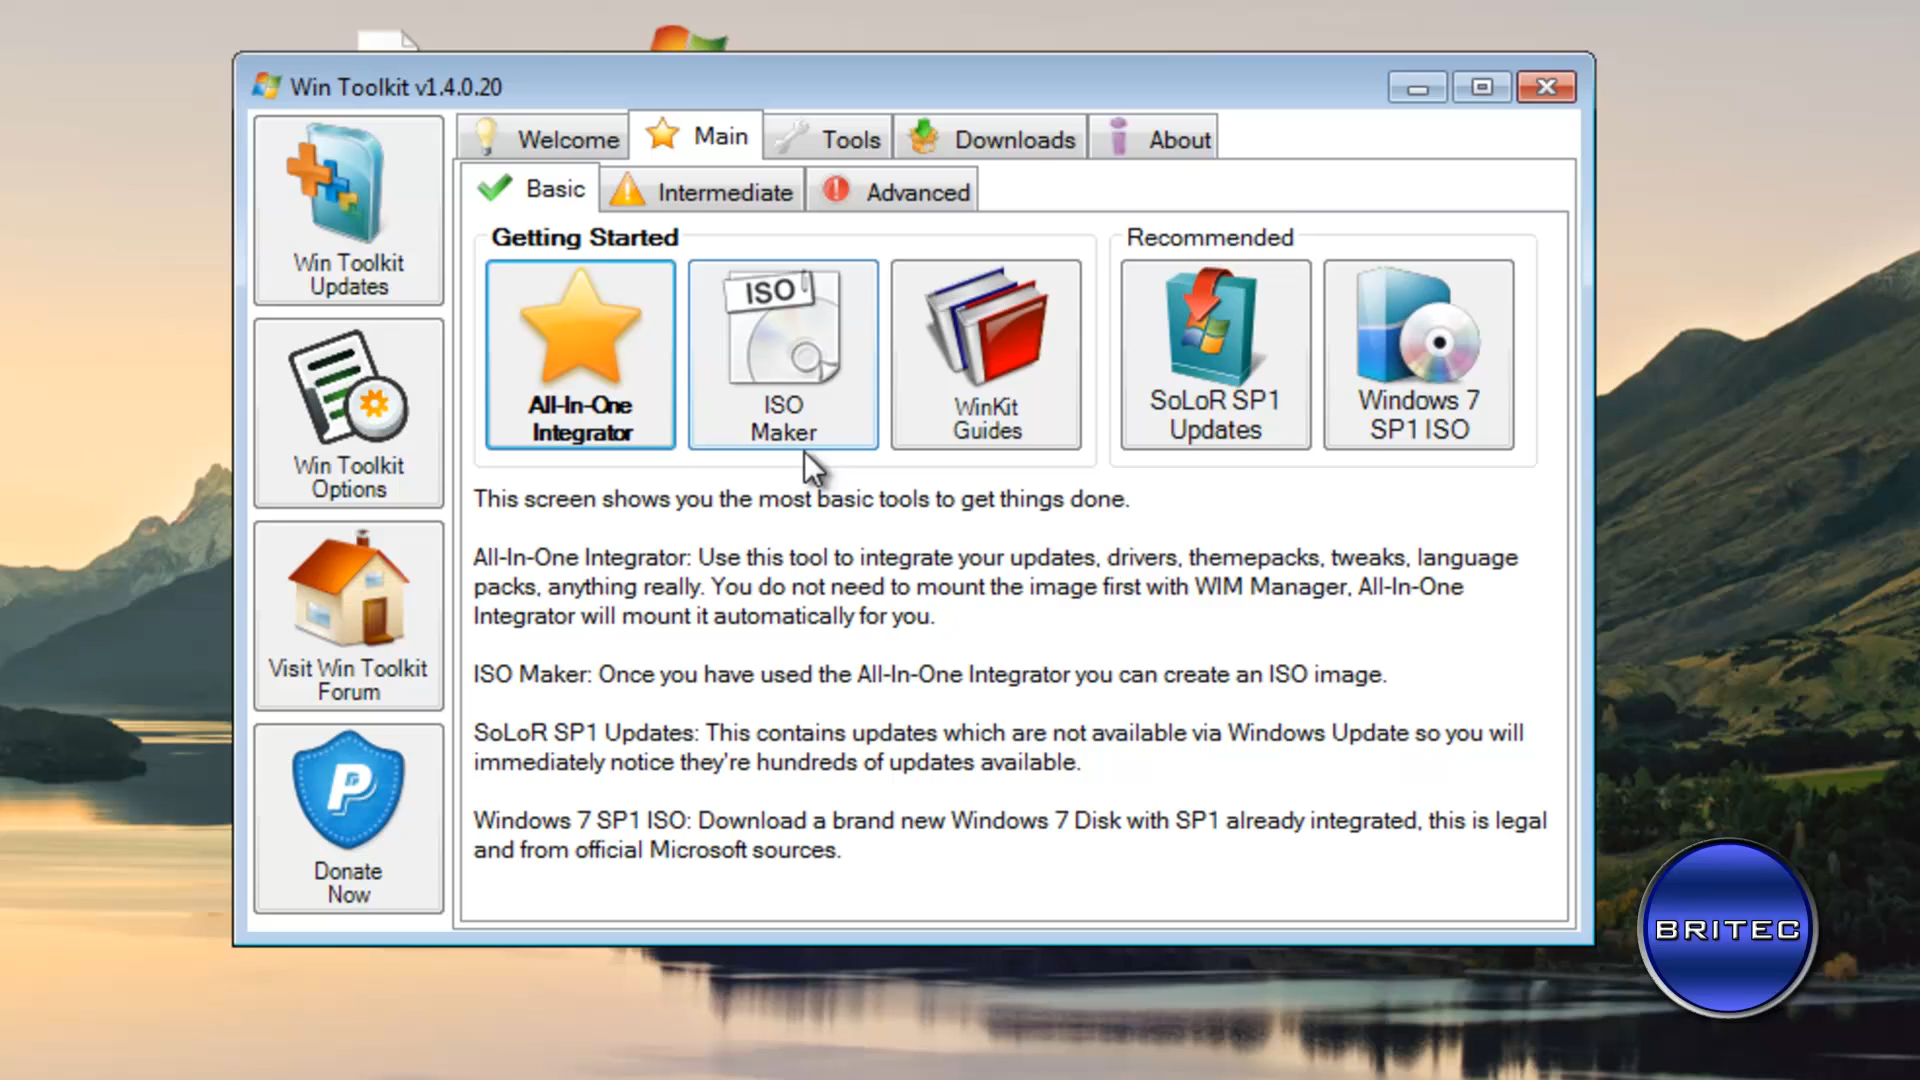 Win Toolkit v1.4.0.20
Welcome
Main
Tools
Downloads
About
Basic
Intermediate
Advanced
Win Toolkit
Updates
Win Toolkit
Options
Visit Win Toolkit
Forum
Donate
Now
Getting Started
All-In-One
Integrator
ISO
ISO
Maker
WinKit
Guides
Recommended
SoLoR SP1
Updates
Windows 7
SP1 ISO
This screen shows you the most basic tools to get things done.
All-In-One Integrator: Use this tool to integrate your updates, drivers, themepacks, tweaks, language
packs, anything really. You do not need to mount the image first with WIM Manager, All-In-One
Integrator will mount it automatically for you.
ISO Maker: Once you have used the All-In-One Integrator you can create an ISO image.
SoLoR SP1 Updates: This contains updates which are not available via Windows Update so you will
immediately notice they're hundreds of updates available.
Windows 7 SP1 ISO: Download a brand new Windows 7 Disk with SP1 already integrated, this is legal
and from official Microsoft sources.
BRITEC